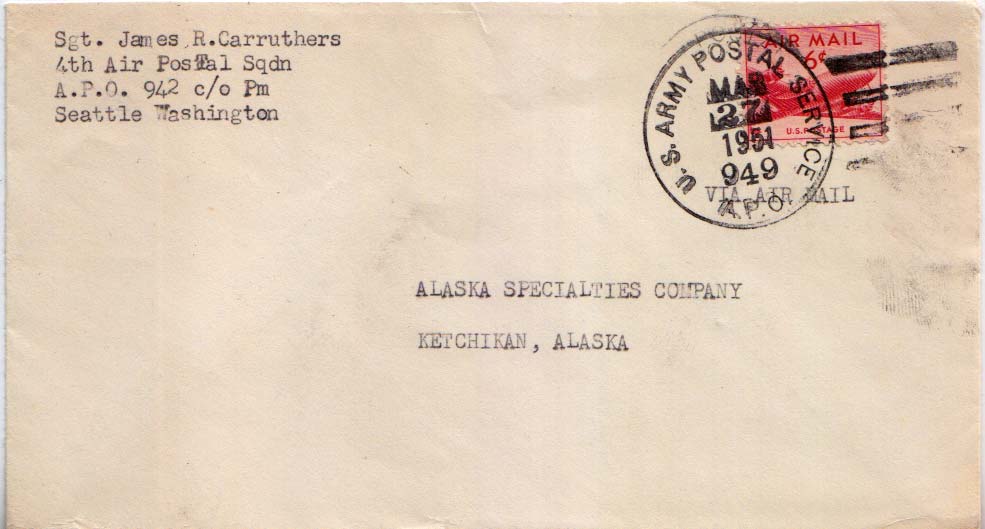 Sgt. James R.Carruthers
4th Air Postal Sqdn
A.P.O. 942 c/o Pm
Seattle Washington
AIR MAIL
6¢
U.S. POSTAGE
U.S. ARMY POSTAL SERVICE
MAR
27
1951
949
A.P.O.
VIA AIR MAIL
ALASKA SPECIALTIES COMPANY
KETCHIKAN, ALASKA